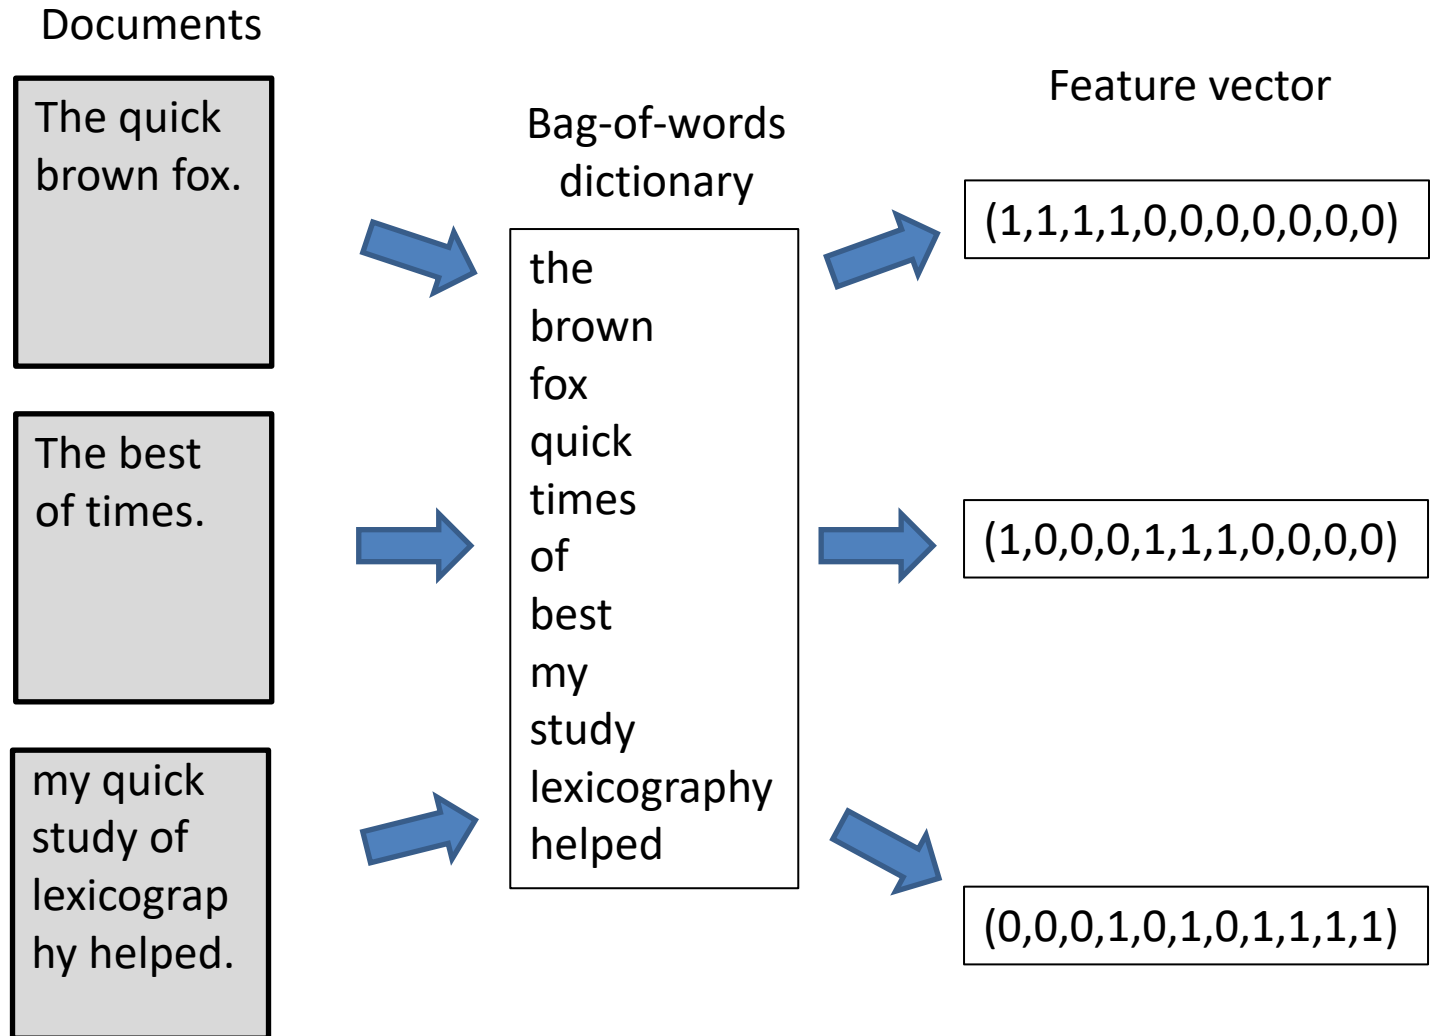 Documents
The quick
brown fox.
The best
of times.
my quick
study of
lexicograp
hy helped.
Bag-of-words
dictionary
the
brown
fox
quick
times
of
best
my
study
lexicography
helped
Feature vector
(1,1,1,1,0,0,0,0,0,0,0)
(1,0,0,0,1,1,1,0,0,0,0)
(0,0,0,1,0,1,0,1,1,1,1)